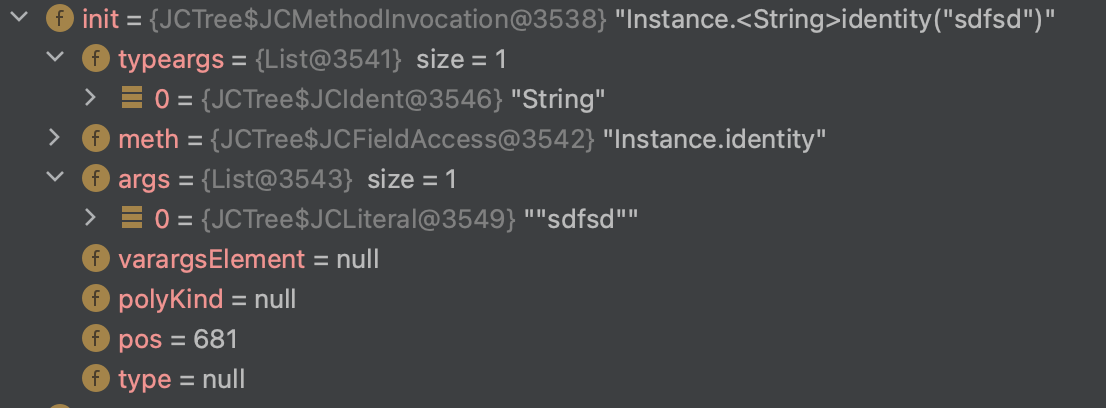 f init = {JCTree$JCMethodInvocation@3538} "Instance.<String>identity("sdfsd")"
f typeargs = {List@3541} size = 1
0 = {JCTree$JCIdent@3546} "String"
f meth = {JCTree$JCFieldAccess@3542} "Instance.identity"
f args = {List@3543} size = 1
0 = {JCTree$JCLiteral@3549} ""sdfsd""
f varargsElement = null
f polyKind = null
f pos = 681
f type = null